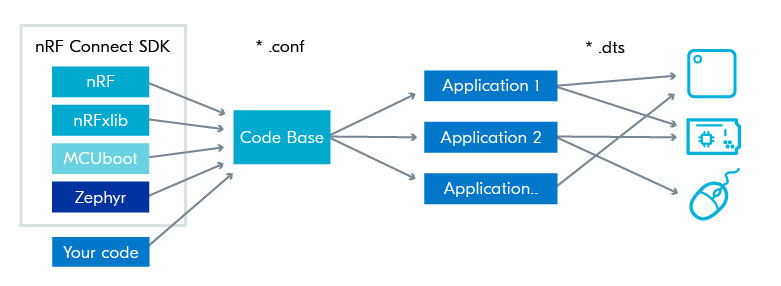 nRF Connect SDK
* .conf
* .dts
nRF
nRFxlib
MCUboot
Zephyr
Your code
Code Base
Application 1
Application 2
Application..